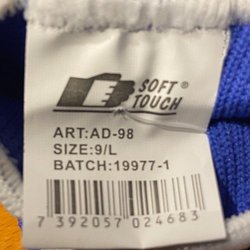 SOFT
TOUCH
ART:AD-98
SIZE:9/L
BATCH:19977-1
7 392057 024683